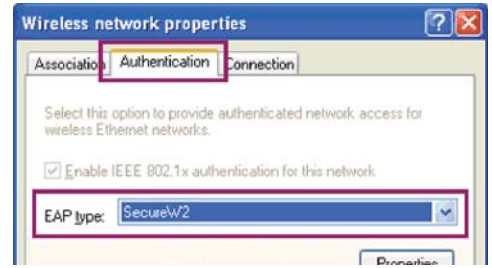 Wireless network properties
Association Authentication Connection
Select this option to provide authenticated network access for
wireless Ethernet networks.
Enable IEEE 802.1x authentication for this network
EAP type: SecureW2
Properties